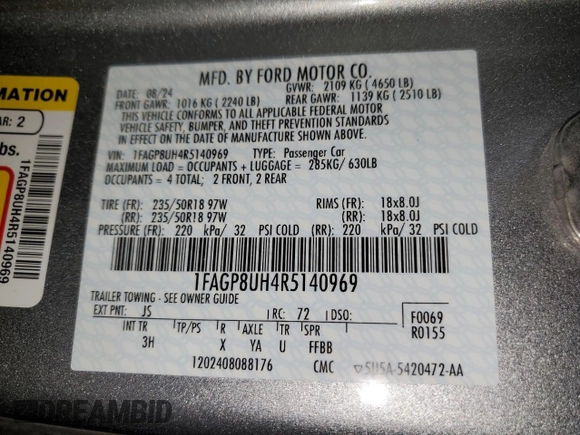 MFD. BY FORD MOTOR CO.
DATE: 08/24 GVWR: 2109 KG ( 4650 LB)
FRONT GAWR: 1016 KG ( 2240 LB) REAR GAWR: 1139 KG ( 2510 LB)
THIS VEHICLE CONFORMS TO ALL APPLICABLE FEDERAL MOTOR
VEHICLE SAFETY, BUMPER, AND THEFT PREVENTION STANDARDS
IN EFFECT ON THE DATE OF MANUFACTURE SHOWN ABOVE.
VIN: 1FAGP8UH4R5140969 TYPE: Passenger Car
MAXIMUM LOAD = OCCUPANTS + LUGGAGE = 285KG/ 630LB
OCCUPANTS = 4 TOTAL; 2 FRONT, 2 REAR
TIRE (FR): 235/50R18 97W RIMS (FR): 18x8.0J
(RR): 235/50R18 97W (RR): 18x8.0J
PRESSURE (FR): 220 kPa/ 32 PSI COLD (RR): 220 kPa/ 32 PSI COLD
1FAGP8UH4R5140969
TRAILER TOWING - SEE OWNER GUIDE
EXT PNT: JS RC: 72 DSO: F0069
R0155
INT TR TP/PS R AXLE TR SPR
3H X YA U FFBB
1202408088176 CMC ▽5U5A-5420472-AA
RMATION
AR: 2
bs.
1FAGP8UH4R5140969
DREAMBID